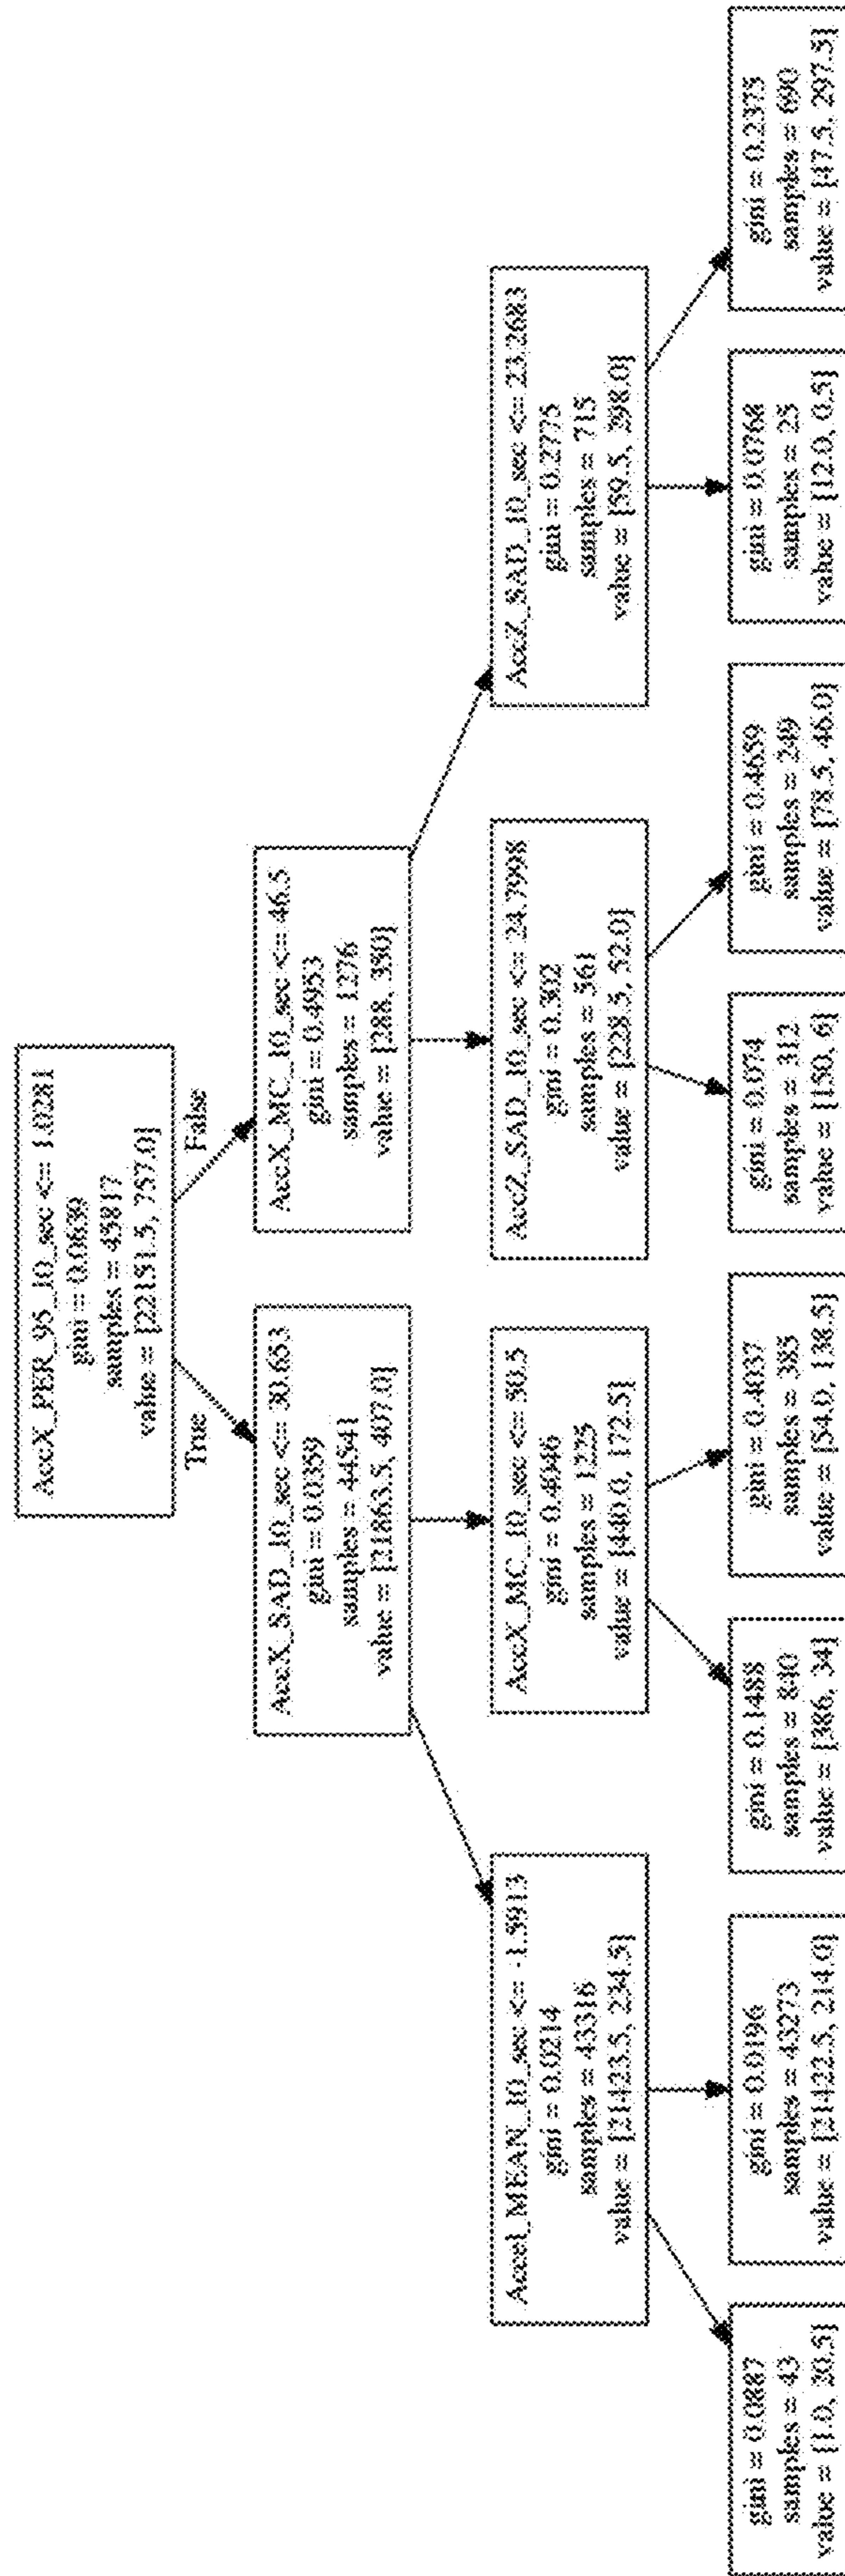 AccX_PER_95_10_sec <= 1.0281
gini = 0.0639
samples = 45817
value = [22151.5, 757.0]
True
False
AccX_SAD_10_sec <= 30.653
gini = 0.0359
samples = 44541
value = [21863.5, 407.0]
AccX_MC_10_sec <= 46.5
gini = 0.4953
samples = 1276
value = [288, 350]
Accel_MEAN_10_sec <= -1.5913
gini = 0.0214
samples = 43316
value = [21423.5, 234.5]
AccX_MC_10_sec <= 50.5
gini = 0.4046
samples = 1225
value = [440.0, 172.5]
AccZ_SAD_10_sec <= 24.7998
gini = 0.302
samples = 561
value = [228.5, 52.0]
AccZ_SAD_10_sec <= 23.2683
gini = 0.2775
samples = 715
value = [59.5, 298.0]
gini = 0.0887
samples = 43
value = [1.0, 20.5]
gini = 0.0196
samples = 43273
value = [21422.5, 214.0]
gini = 0.1488
samples = 840
value = [386, 34]
gini = 0.4037
samples = 385
value = [54.0, 138.5]
gini = 0.074
samples = 312
value = [150, 6]
gini = 0.4659
samples = 249
value = [78.5, 46.0]
gini = 0.0768
samples = 25
value = [12.0, 0.5]
gini = 0.2375
samples = 690
value = [47.5, 297.5]